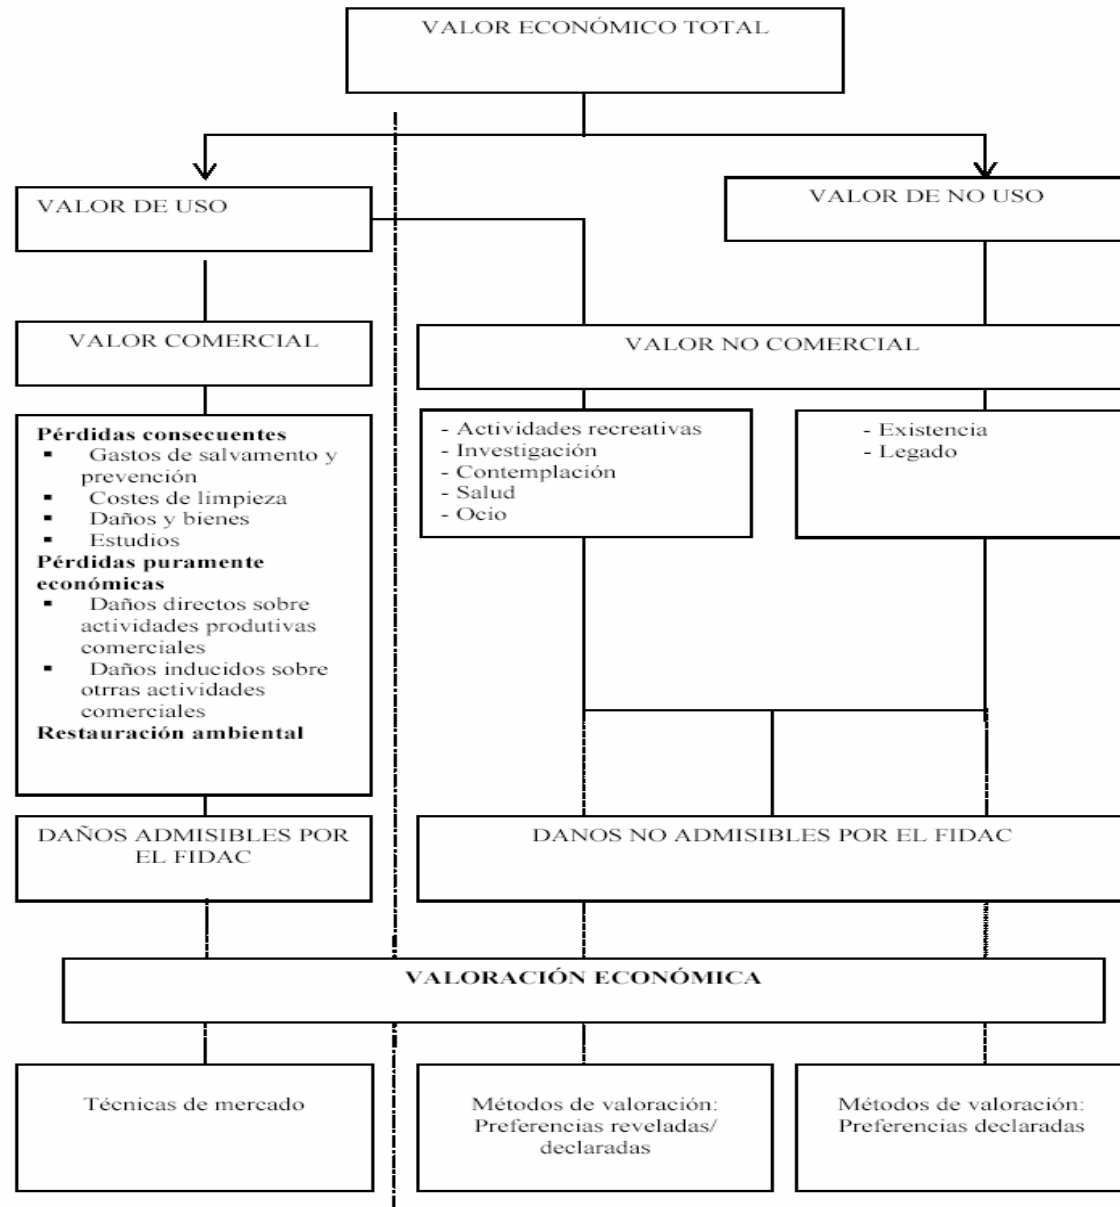 VALOR ECONÓMICO TOTAL
VALOR DE USO
VALOR DE NO USO
VALOR COMERCIAL
VALOR NO COMERCIAL
Pérdidas consecuentes
▪ Gastos de salvamento y
prevención
▪ Costes de limpieza
▪ Daños y bienes
▪ Estudios
Pérdidas puramente
económicas
▪ Daños directos sobre
actividades produtivas
comerciales
▪ Daños inducidos sobre
otrras actividades
comerciales
Restauración ambiental
- Actividades recreativas
- Investigación
- Contemplación
- Salud
- Ocio
- Existencia
- Legado
DAÑOS ADMISIBLES POR
EL FIDAC
DANOS NO ADMISIBLES POR EL FIDAC
VALORACIÓN ECONÓMICA
Técnicas de mercado
Métodos de valoración:
Preferencias reveladas/
declaradas
Métodos de valoración:
Preferencias declaradas